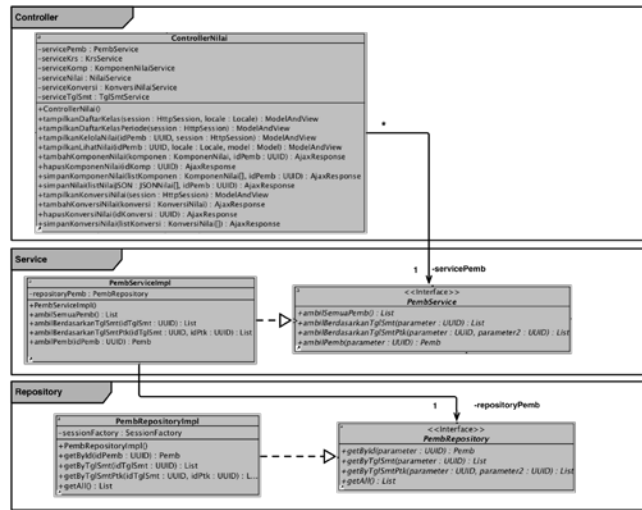 Controller
ControllerNilai
-servicePemb : PembService
-serviceKrs : KrsService
-serviceKomp : KomponenNilaiService
-serviceNilai : NilaiService
-serviceKonversi : KonversiNilaiService
-serviceTglSmt : TglSmtService
+ControllerNilai()
+tampilkanDaftarKelas(session : HttpSession, locale : Locale) : ModelAndView
+tampilkanDaftarKelasPeriode(session : HttpSession) : ModelAndView
+tampilkanKelolaNilai(idPemb : UUID, session : HttpSession) : ModelAndView
+tampilkanLihatNilai(idPemb : UUID, locale : Locale, model : Model) : ModelAndView
+tambahKomponenNilai(komponen : KomponenNilai, idPemb : UUID) : AjaxResponse
+hapusKomponenNilai(idKomp : UUID) : AjaxResponse
+simpanKomponenNilai(listKomponen : KomponenNilai[], idPemb : UUID) : AjaxResponse
+simpanNilai(listNilaiJSON : JSONNilai[], idPemb : UUID) : AjaxResponse
+tampilkanKonversiNilai(session : HttpSession) : ModelAndView
+tambahKonversiNilai(konversi : KonversiNilai) : AjaxResponse
+hapusKonversiNilai(idKonversi : UUID) : AjaxResponse
+simpanKonversiNilai(listKonversi : KonversiNilai[]) : AjaxResponse
*
Service
1 -servicePemb
PembServiceImpl
-repositoryPemb : PembRepository
+PembServiceImpl()
+ambilSemuaPemb() : List
+ambilBerdasarkanTglSmt(idTglSmt : UUID) : List
+ambilBerdasarkanTglSmtPtk(idTglSmt : UUID, idPtk : UUID) : List
+ambilPemb(idPemb : UUID) : Pemb
<<Interface>>
PembService
+ambilSemuaPemb() : List
+ambilBerdasarkanTglSmt(parameter : UUID) : List
+ambilBerdasarkanTglSmtPtk(parameter : UUID, parameter2 : UUID) : List
+ambilPemb(parameter : UUID) : Pemb
Repository
1 -repositoryPemb
PembRepositoryImpl
-sessionFactory : SessionFactory
+PembRepositoryImpl()
+getById(idPemb : UUID) : Pemb
+getByTglSmt(idTglSmt : UUID) : List
+getByTglSmtPtk(idTglSmt : UUID, idPtk : UUID) : L...
+getAll() : List
<<Interface>>
PembRepository
+getById(parameter : UUID) : Pemb
+getByTglSmt(parameter : UUID) : List
+getByTglSmtPtk(parameter : UUID, parameter2 : UUID) : List
+getAll() : List